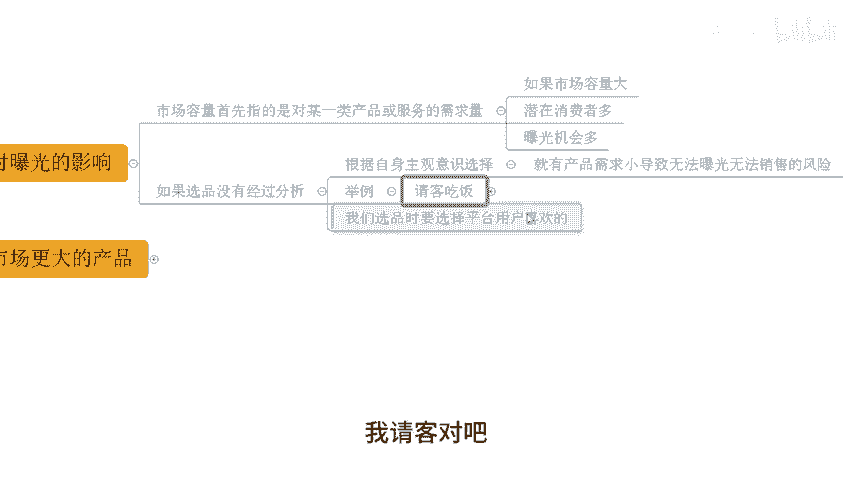 如果市场容量大
市场容量首先指的是对某一类产品或服务的需求量
潜在消费者多
曝光机会多
对曝光的影响
根据自身主观意识选择
就有产品需求小导致无法曝光无法销售的风险
如果选品没有经过分析
举例
请客吃饭
我们选品时要选择平台用户喜欢的
市场更大的产品
我请客对吧